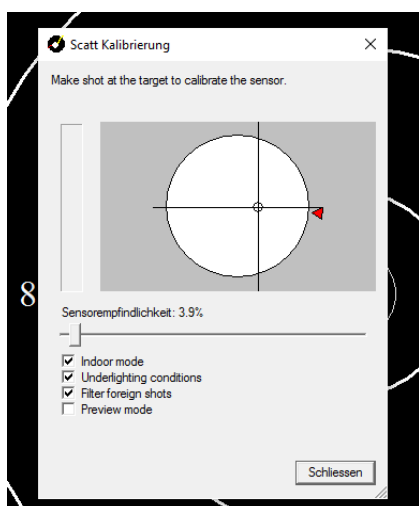 Scatt Kalibrierung
Make shot at the target to calibrate the sensor.
8
Sensorempfindlichkeit: 3.9%
Indoor mode
Underlighting conditions
Filter foreign shots
Preview mode
Schliessen